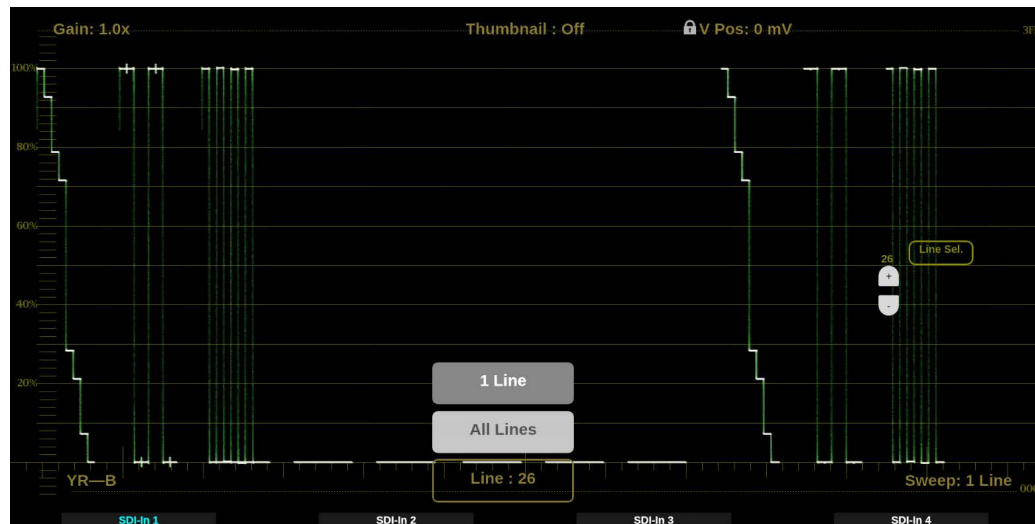 Gain: 1.0x
Thumbnail : Off
V Pos: 0 mV
3F
100%
80%
60%
Line Sel.
26
+
-
40%
1 Line
20%
All Lines
YR—B
Line : 26
Sweep: 1 Line
000
SDI-In 1
SDI-In 2
SDI-In 3
SDI-In 4